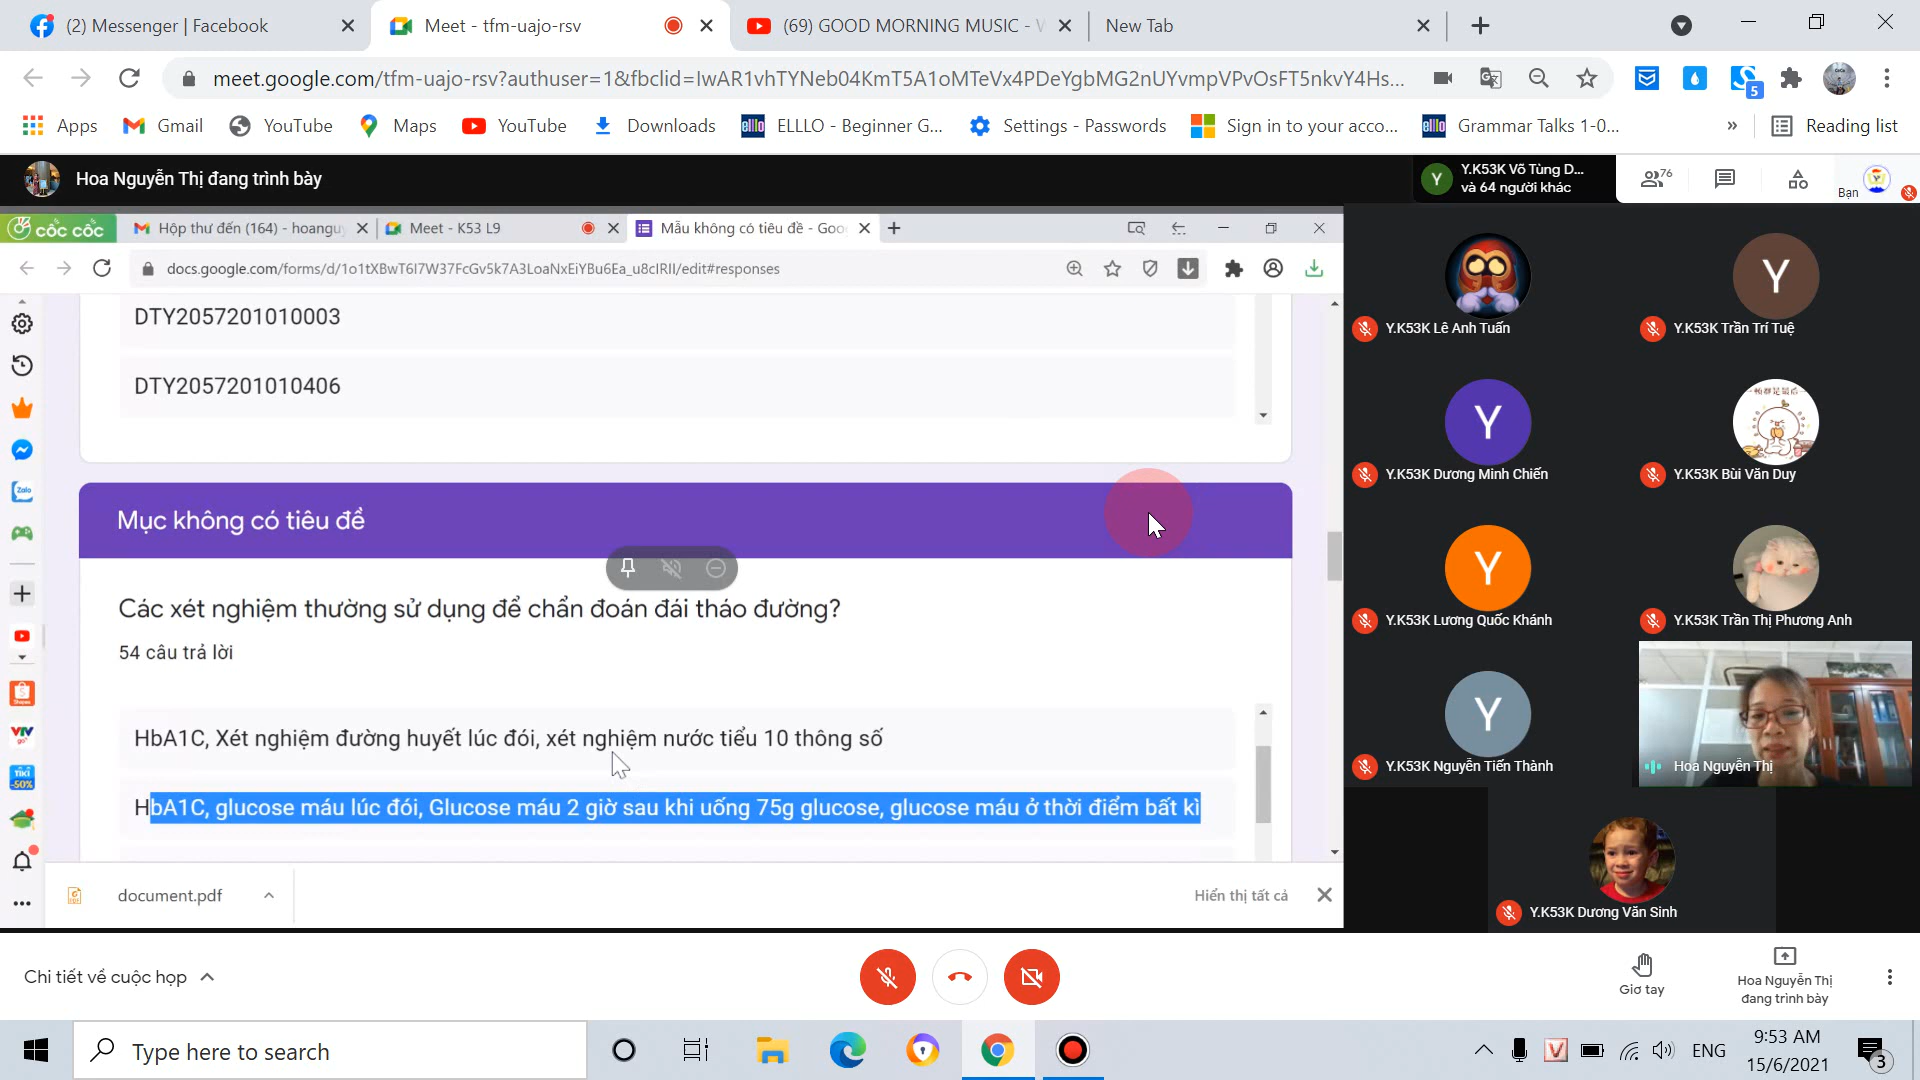 (2) Messenger | Facebook
Meet - tfm-uajo-rsv
(69) GOOD MORNING MUSIC -
New Tab
meet.google.com/tfm-uajo-rsv?authuser=1&fbclid=IwAR1vhTYNeb04KmT5A1oMTeVx4PDeYgbMG2nUYvmpVPvOsFT5nkvY4Hs...
5
Apps
Gmail
YouTube
Maps
YouTube
Downloads
elllo
ELLLO - Beginner G...
Settings - Passwords
Sign in to your acco...
elllo
Grammar Talks 1-0...
»
Reading list
Hoa Nguyễn Thị đang trình bày
Y
Y.K53K Võ Tùng D...
và 64 người khác
76
Bạn
cốc cốc
Hộp thư đến (164) - hoangu
Meet - K53 L9
Mẫu không có tiêu đề - Goo
docs.google.com/forms/d/1o1tXBwT6I7W37FcGv5k7A3LoaNxEiYBu6Ea_u8cIRII/edit#responses
DTY2057201010003
DTY2057201010406
Mục không có tiêu đề
Các xét nghiệm thường sử dụng để chẩn đoán đái tháo đường?
54 câu trả lời
HbA1C, Xét nghiệm đường huyết lúc đói, xét nghiệm nước tiểu 10 thông số
HbA1C, glucose máu lúc đói, Glucose máu 2 giờ sau khi uống 75g glucose, glucose máu ở thời điểm bất kì
Zalo
VTV
go
TIKI
-50%
document.pdf
Hiển thị tất cả
Y.K53K Lê Anh Tuấn
Y
Y.K53K Trần Trí Tuệ
Y
Y.K53K Dương Minh Chiến
Y.K53K Bùi Văn Duy
Y
Y.K53K Lương Quốc Khánh
Y.K53K Trần Thị Phương Anh
Y
Y.K53K Nguyễn Tiến Thành
Hoa Nguyễn Thị
Y.K53K Dương Văn Sinh
Chi tiết về cuộc họp
Giơ tay
Hoa Nguyễn Thị
đang trình bày
Type here to search
V
ENG
9:53 AM
15/6/2021
3